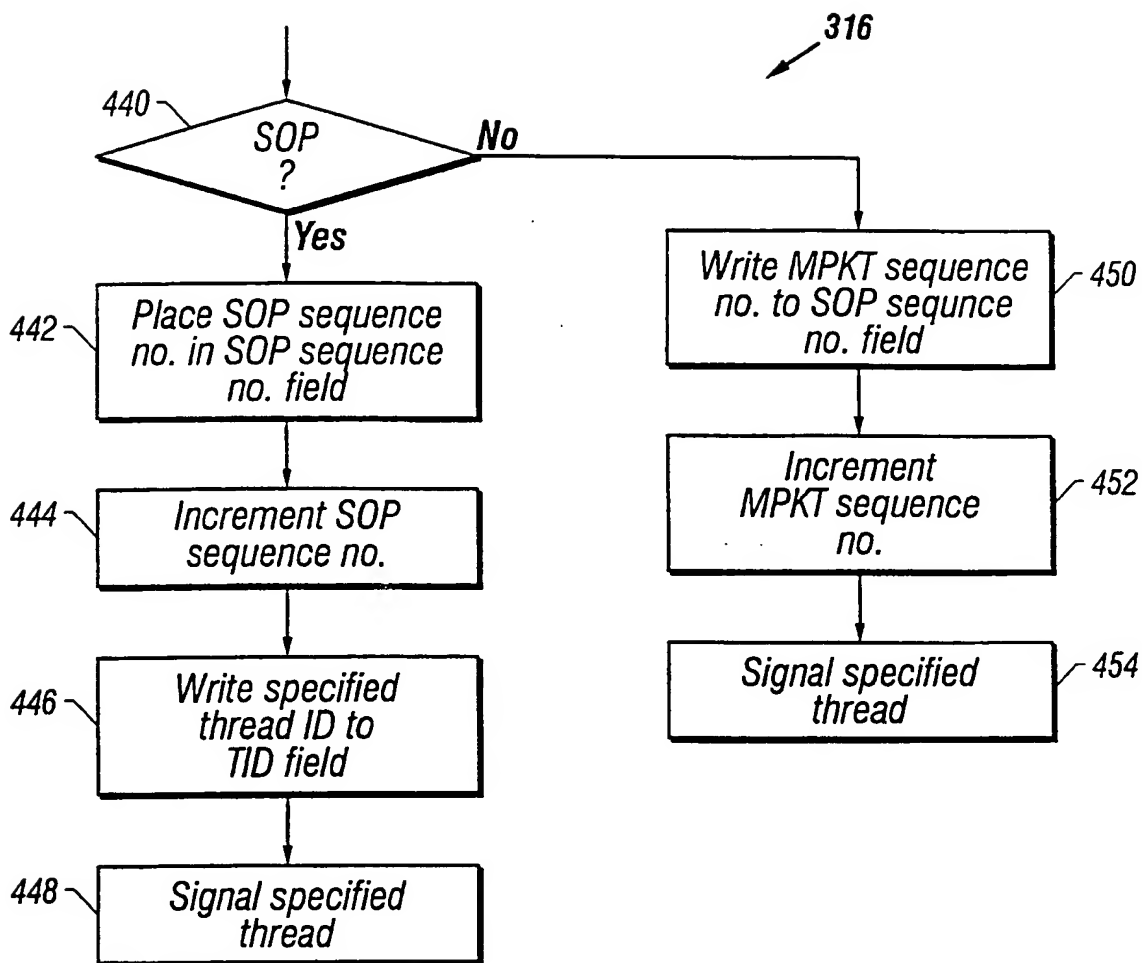 316
440
SOP
?
No
Yes
442
Place SOP sequence
no. in SOP sequence
no. field
444
Increment SOP
sequence no.
446
Write specified
thread ID to
TID field
448
Signal specified
thread
Write MPKT sequence
no. to SOP sequnce
no. field
450
Increment
MPKT sequence
no.
452
Signal specified
thread
454